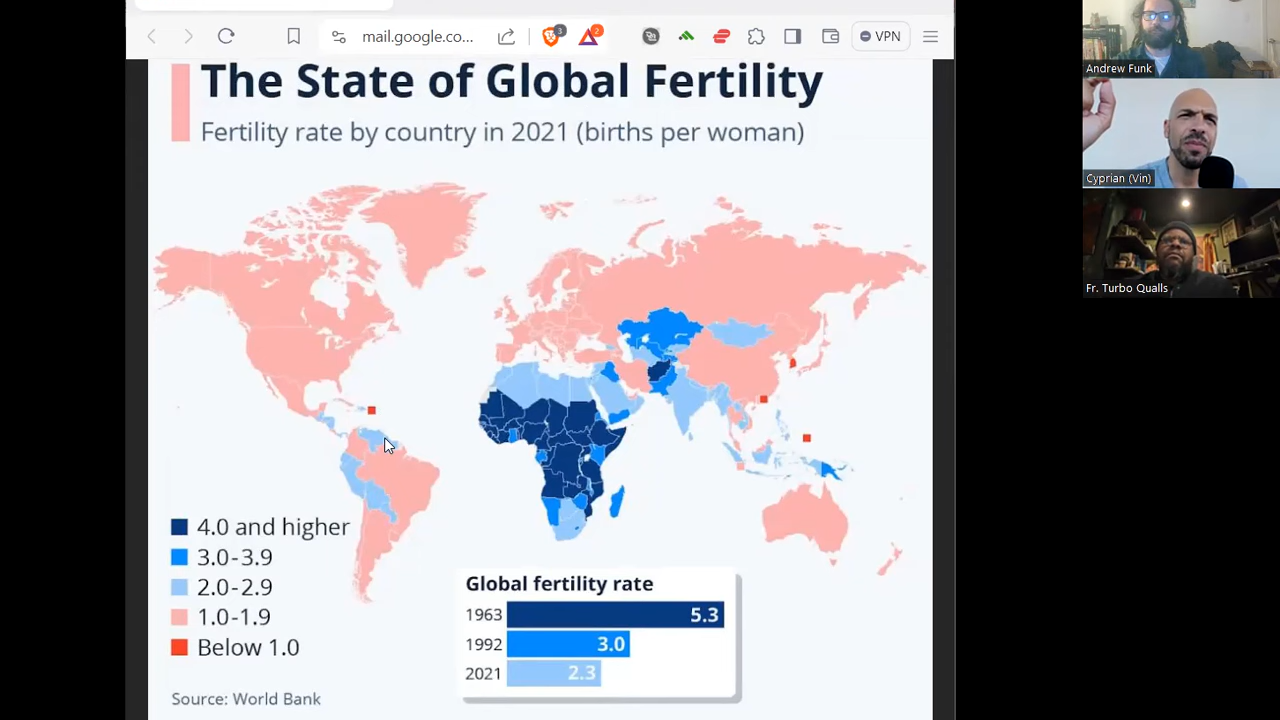 mail.google.co...
3
2
VPN
The State of Global Fertility
Fertility rate by country in 2021 (births per woman)
4.0 and higher
3.0-3.9
2.0-2.9
1.0-1.9
Below 1.0
Global fertility rate
1963 5.3
1992 3.0
2021 2.3
Source: World Bank
Andrew Funk
Cyprian (Vin)
Fr. Turbo Qualls